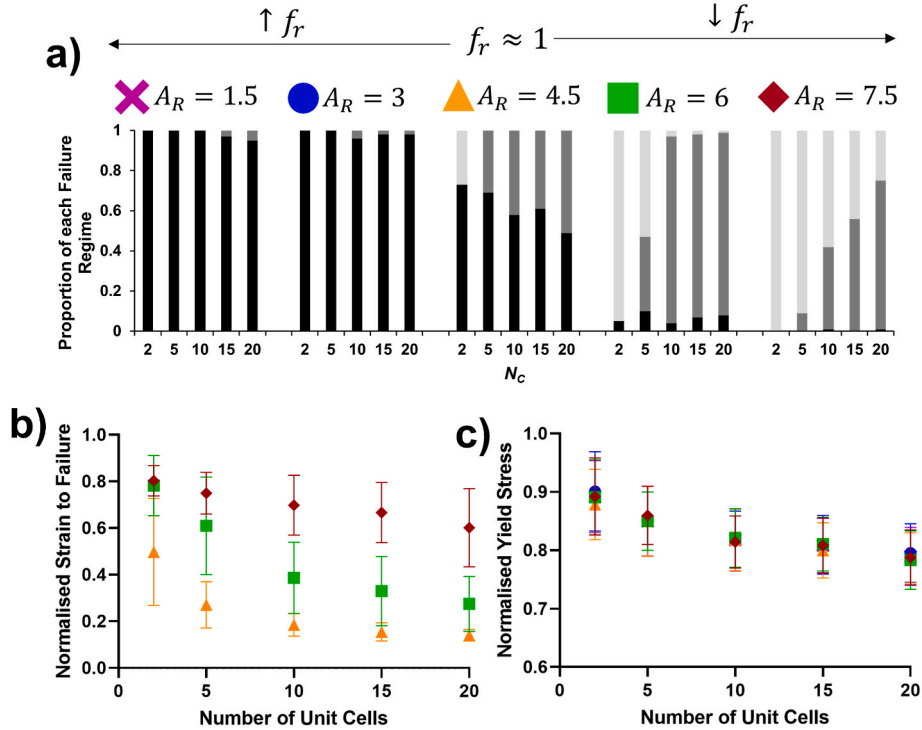 ↑ f_r
↓ f_r
f_r ≈ 1
a)
A_R = 1.5
A_R = 3
A_R = 4.5
A_R = 6
A_R = 7.5
Proportion of each Failure
Regime
1
0.8
0.6
0.4
0.2
0
2 5 10 15 20
2 5 10 15 20
2 5 10 15 20
2 5 10 15 20
2 5 10 15 20
N_C
b)
Normalised Strain to Failure
1.0
0.8
0.6
0.4
0.2
0.0
0 5 10 15 20
Number of Unit Cells
c)
Normalised Yield Stress
1.0
0.9
0.8
0.7
0.6
0 5 10 15 20
Number of Unit Cells